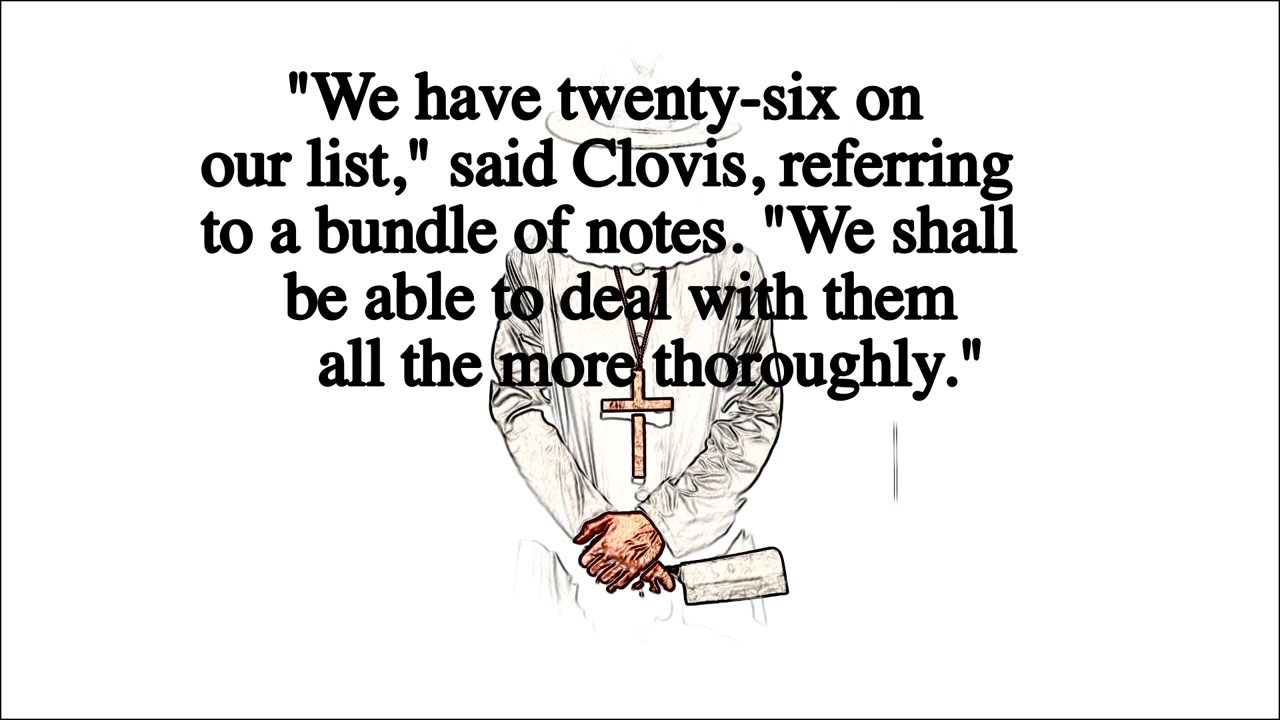 "We have twenty-six on
our list," said Clovis, referring
to a bundle of notes. "We shall
be able to deal with them
all the more thoroughly."